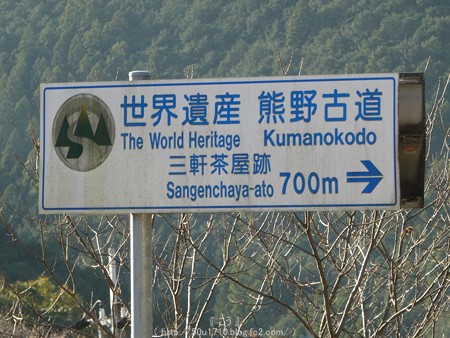 世界遺産 熊野古道
The World Heritage Kumanokodo
三軒茶屋跡
Sangenchaya-ato 700m →